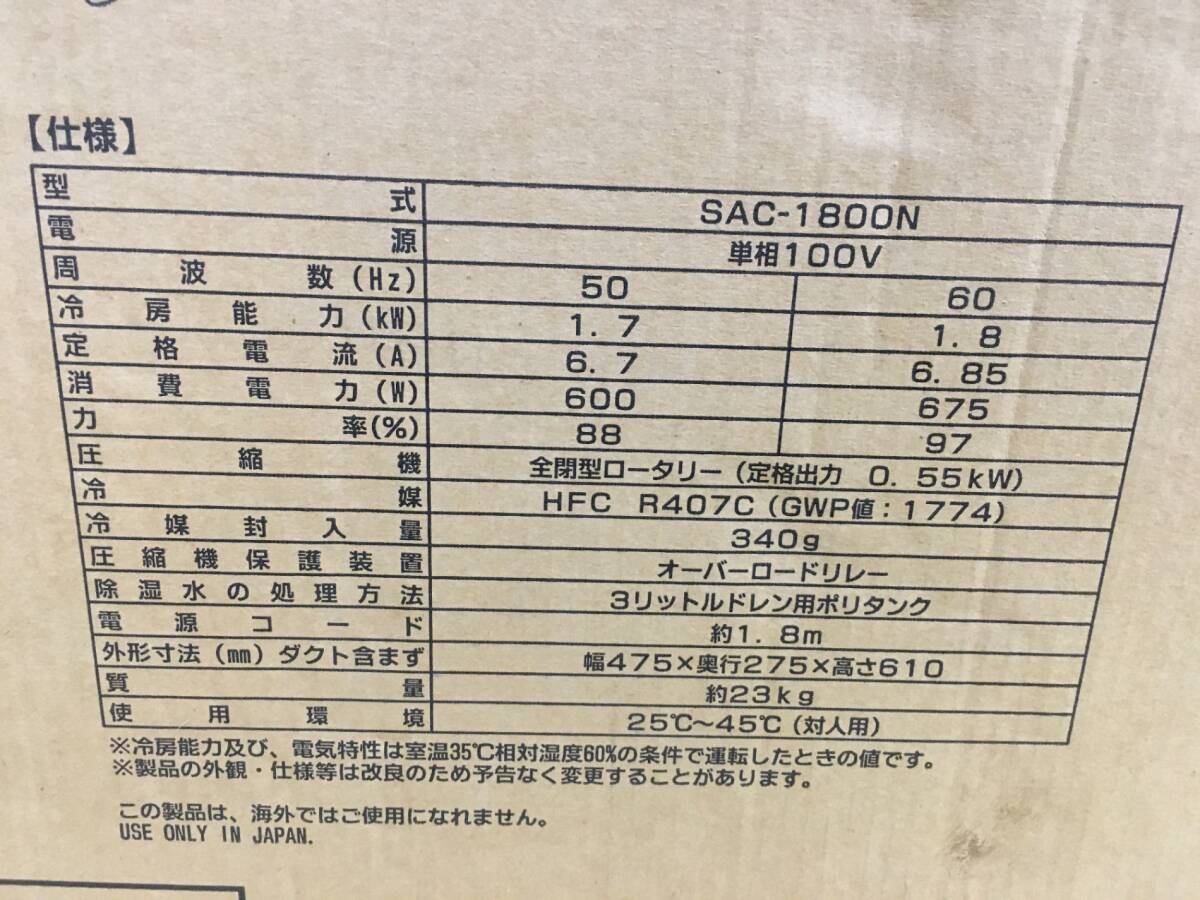 【仕様】
型式 SAC-1800N
電源 単相100V
周波数(Hz) 50 60
冷房能力(kW) 1.7 1.8
定格電流(A) 6.7 6.85
消費電力(W) 600 675
力率(%) 88 97
圧縮機 全閉型ロータリー(定格出力 0.55kW)
冷媒 HFC R407C(GWP値:1774)
冷媒封入量 340g
圧縮機保護装置 オーバーロードリレー
除湿水の処理方法 3リットルドレン用ポリタンク
電源コード 約1.8m
外形寸法(mm)ダクト含まず 幅475×奥行275×高さ610
質量 約23kg
使用環境 25℃~45℃(対人用)
※冷房能力及び、電気特性は室温35℃相対湿度60%の条件で運転したときの値です。
※製品の外観・仕様等は改良のため予告なく変更することがあります。
この製品は、海外ではご使用になれません。
USE ONLY IN JAPAN.